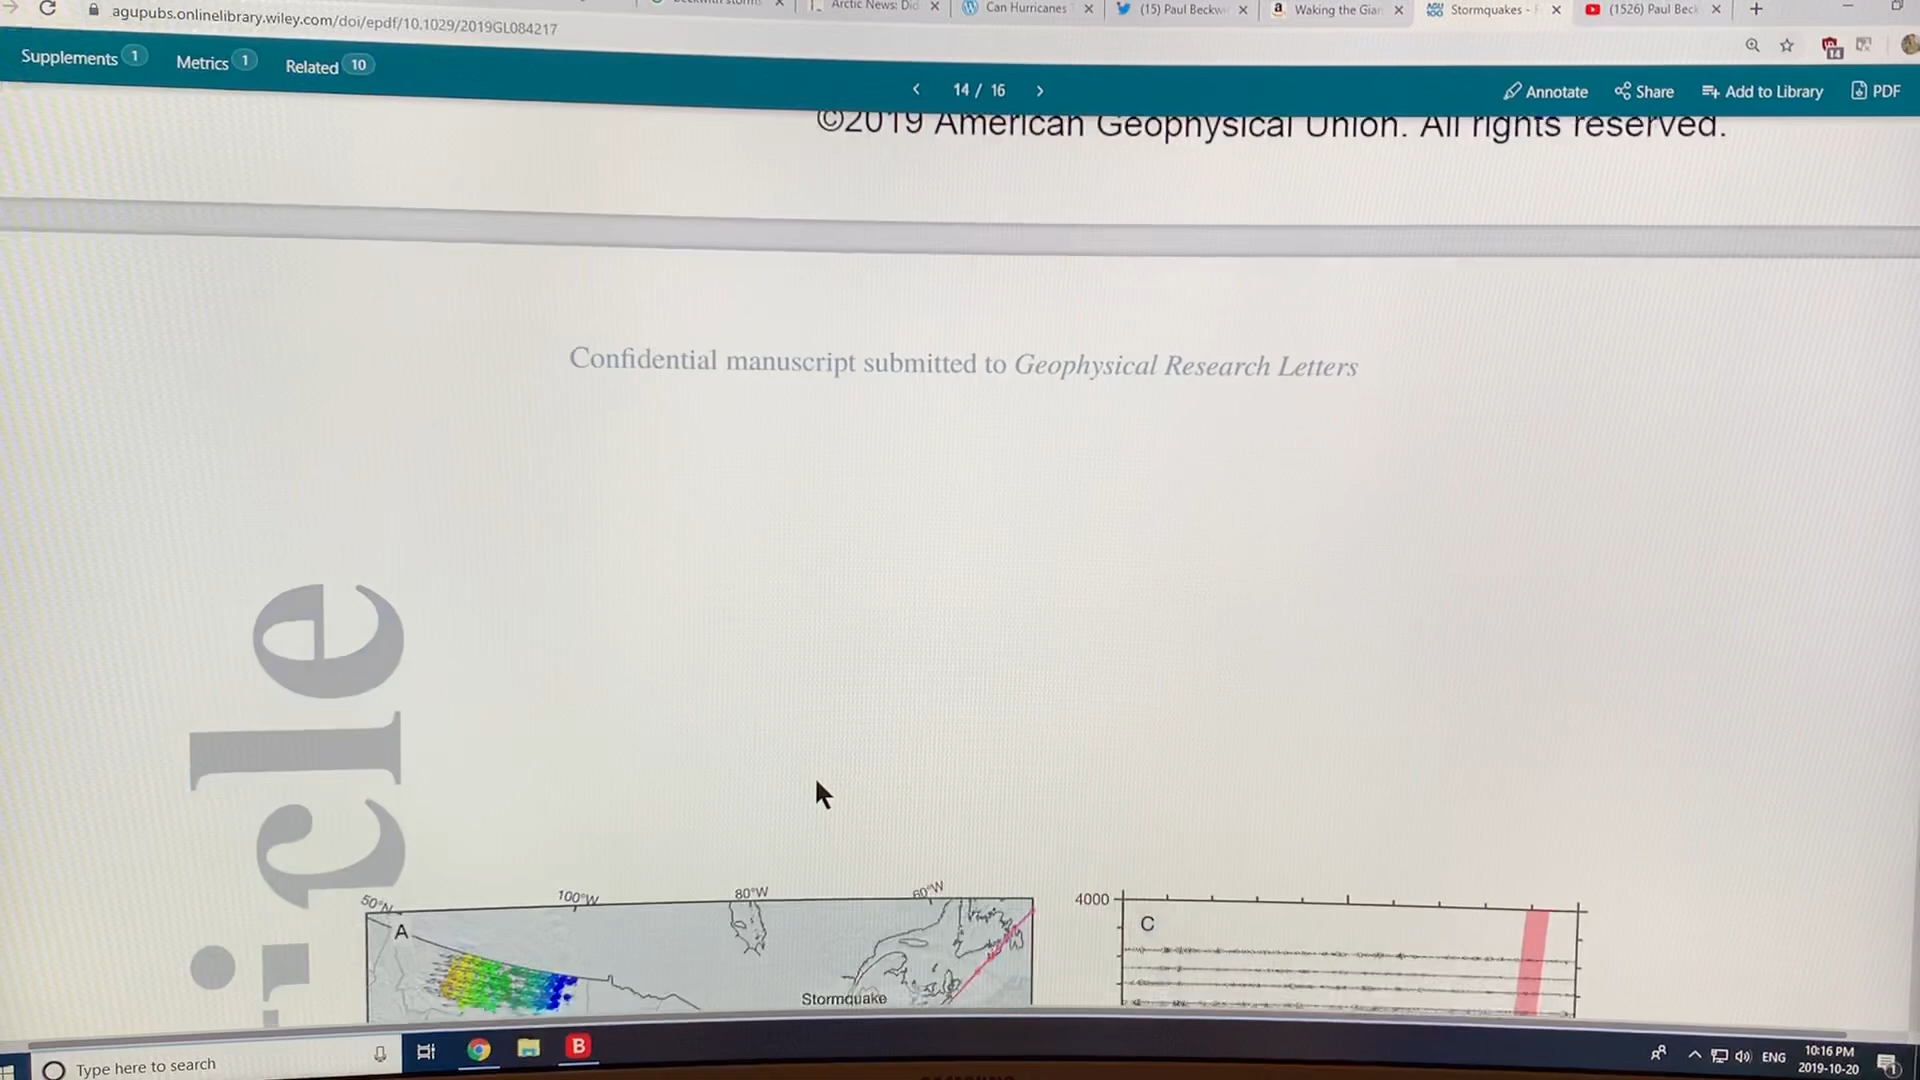 Arctic News: Did
Can Hurricanes
(15) Paul Beckw
Waking the Gian
Stormquakes -
(1526) Paul Beck
agupubs.onlinelibrary.wiley.com/doi/epdf/10.1029/2019GL084217
14
Supplements 1
Metrics 1
Related 10
14 / 16
Annotate
Share
Add to Library
PDF
©2019 American Geophysical Union. All rights reserved.
Confidential manuscript submitted to Geophysical Research Letters
icle
50°N
100°W
80°W
60°W
A
Stormquake
4000
C
Type here to search
B
ENG
10:16 PM
2019-10-20
1